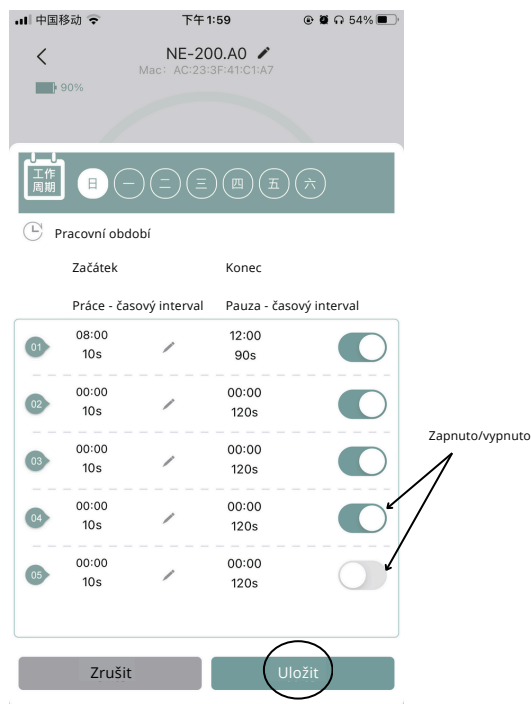 中国移动 下午1:59 54%
NE-200.A0
Mac: AC:23:3F:41:C1:A7
90%
工作
周期
日 一 二 三 四 五 六
Pracovní období
Začátek Konec
Práce - časový interval Pauza - časový interval
01 08:00 12:00
10s 90s
02 00:00 00:00
10s 120s
03 00:00 00:00
10s 120s
Zapnuto/vypnuto
04 00:00 00:00
10s 120s
05 00:00 00:00
10s 120s
Zrušit Uložit